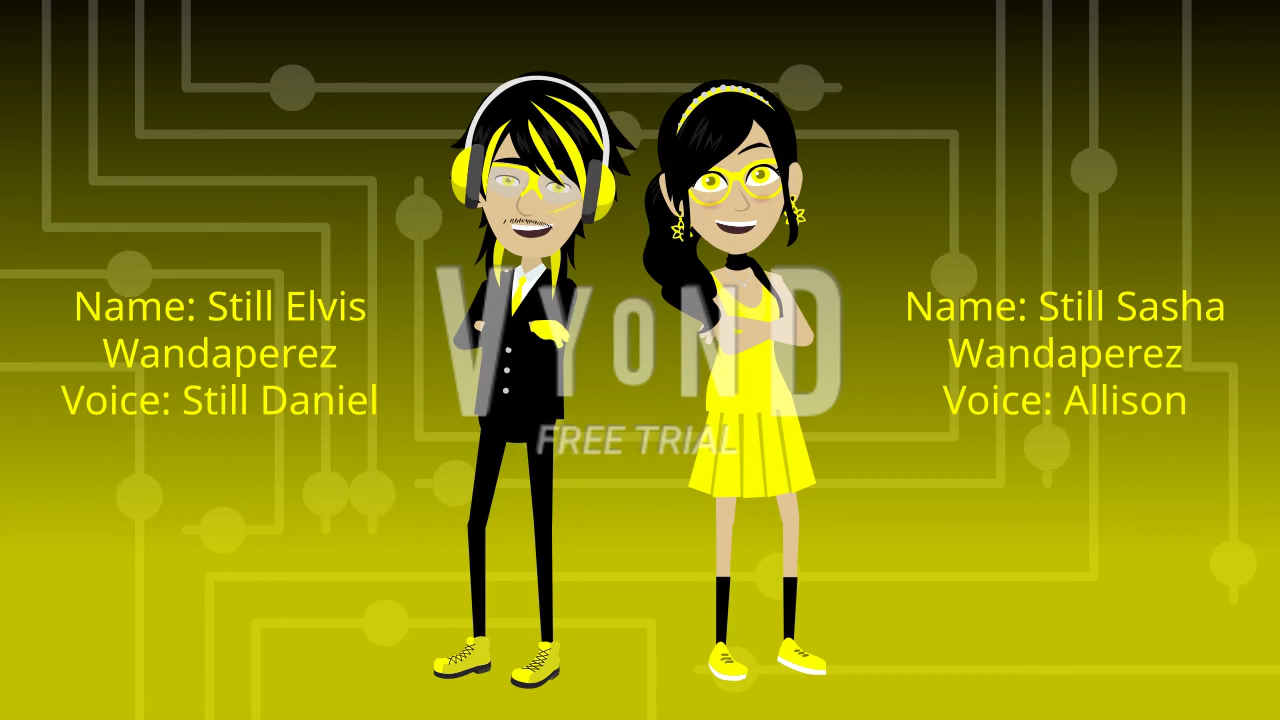 Name: Still Elvis
Wandaperez
Voice: Still Daniel
Name: Still Sasha
Wandaperez
Voice: Allison
VYOND
FREE TRIAL